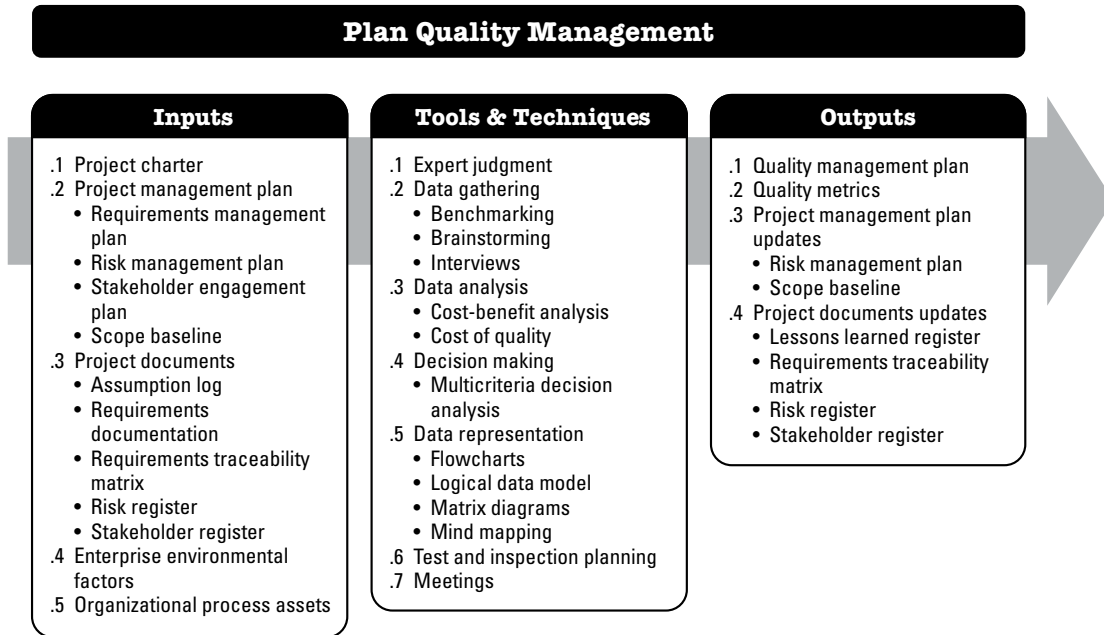 Plan Quality Management
Inputs
.1 Project charter
.2 Project management plan
• Requirements management
plan
• Risk management plan
• Stakeholder engagement
plan
• Scope baseline
.3 Project documents
• Assumption log
• Requirements
documentation
• Requirements traceability
matrix
• Risk register
• Stakeholder register
.4 Enterprise environmental
factors
.5 Organizational process assets
Tools & Techniques
.1 Expert judgment
.2 Data gathering
• Benchmarking
• Brainstorming
• Interviews
.3 Data analysis
• Cost-benefit analysis
• Cost of quality
.4 Decision making
• Multicriteria decision
analysis
.5 Data representation
• Flowcharts
• Logical data model
• Matrix diagrams
• Mind mapping
.6 Test and inspection planning
.7 Meetings
Outputs
.1 Quality management plan
.2 Quality metrics
.3 Project management plan
updates
• Risk management plan
• Scope baseline
.4 Project documents updates
• Lessons learned register
• Requirements traceability
matrix
• Risk register
• Stakeholder register